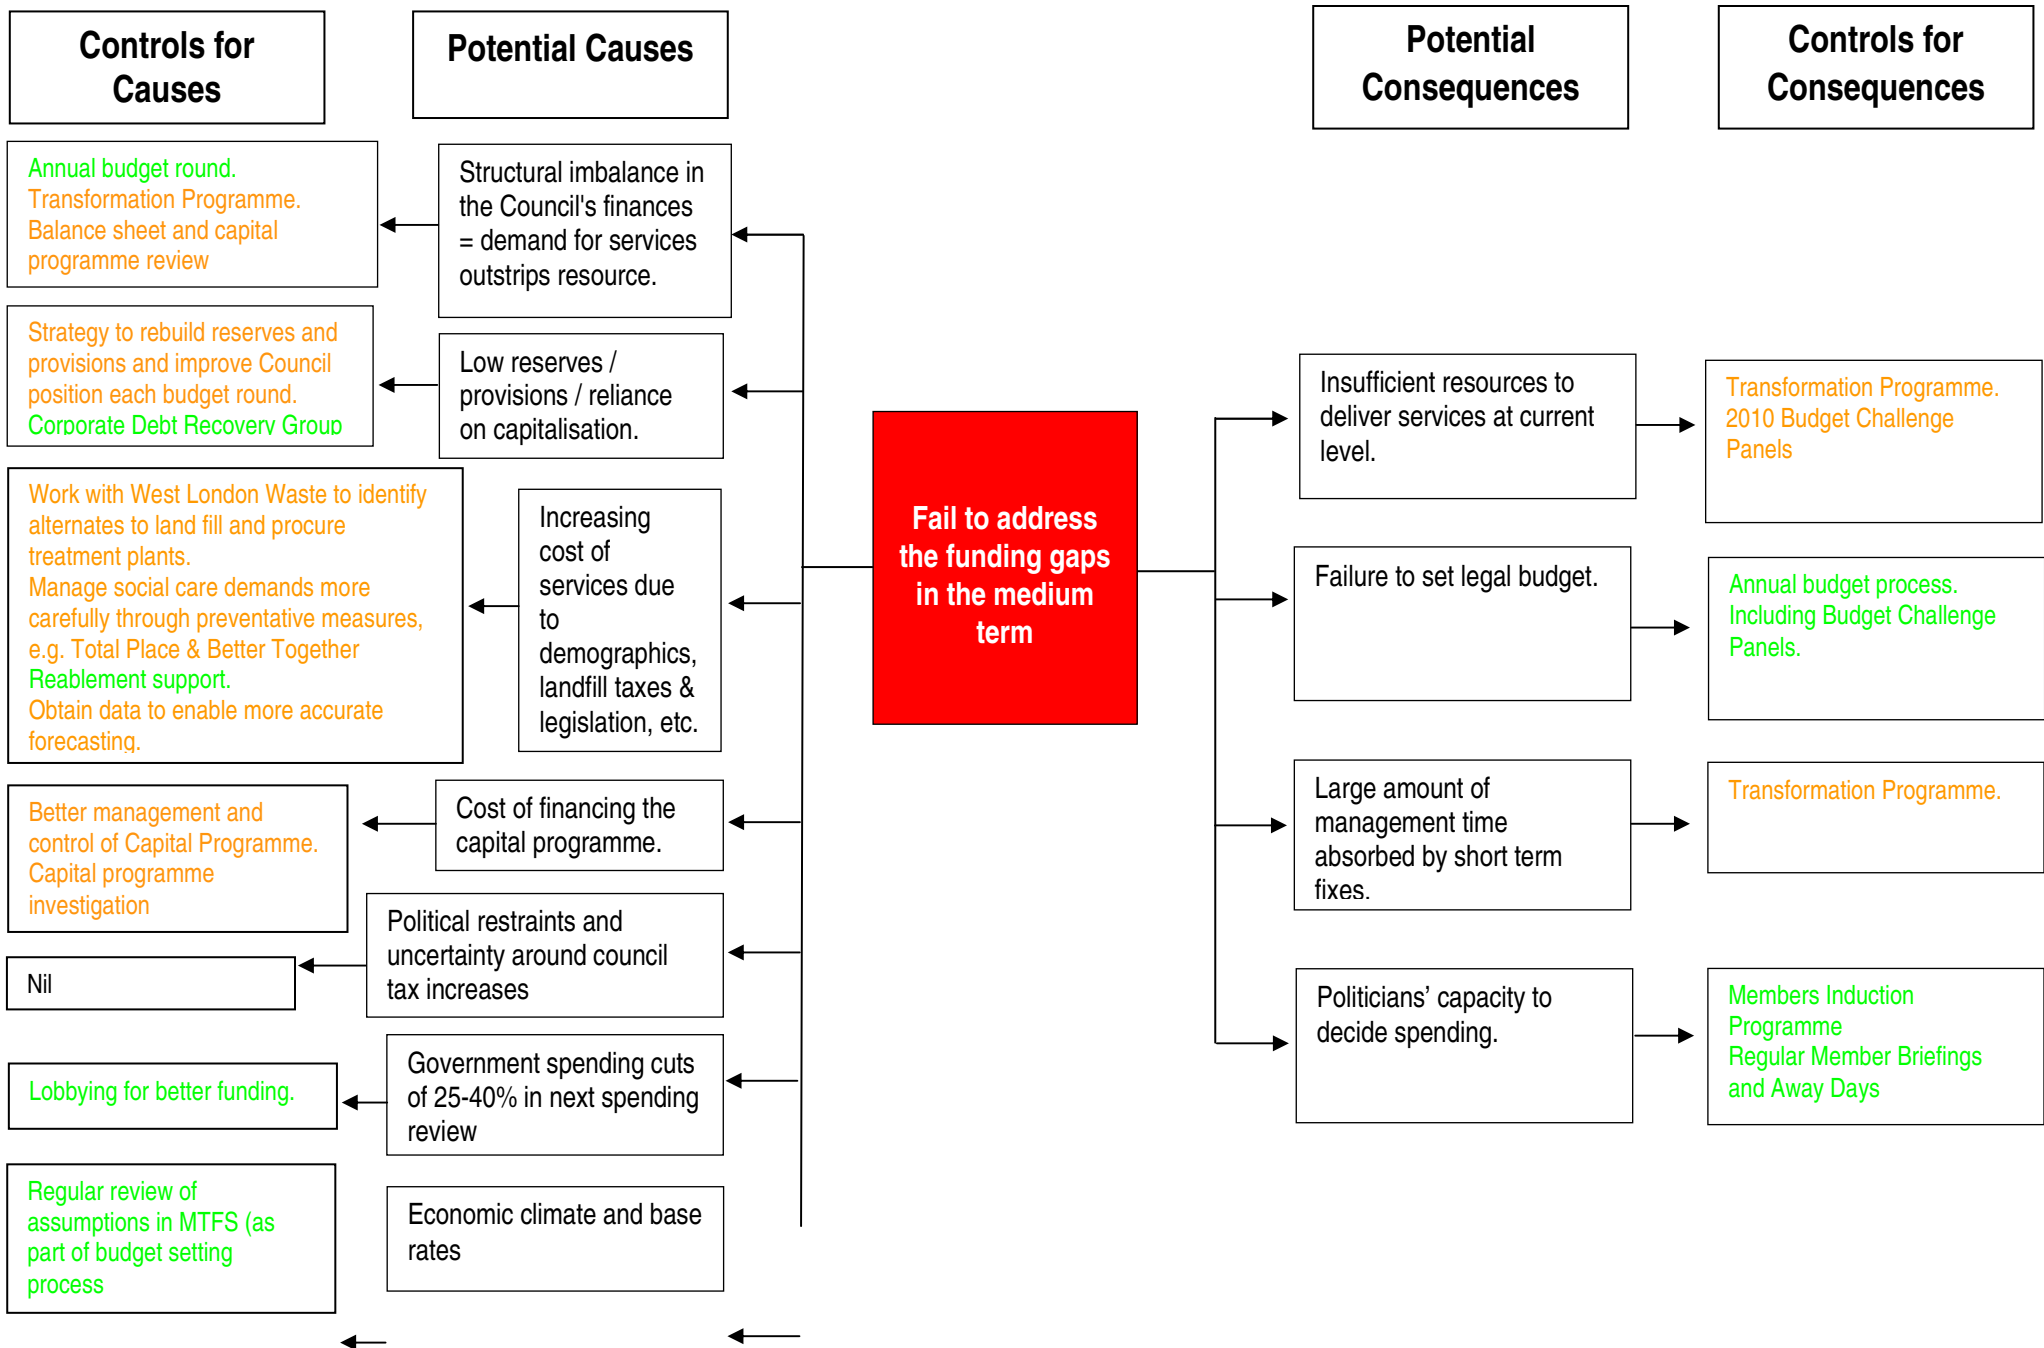 Controls for
Causes
Potential Causes
Potential
Consequences
Controls for
Consequences
Annual budget round.
Transformation Programme.
Balance sheet and capital
programme review
Structural imbalance in
the Council's finances
= demand for services
outstrips resource.
Strategy to rebuild reserves and
provisions and improve Council
position each budget round.
Corporate Debt Recovery Group
Low reserves /
provisions / reliance
on capitalisation.
Work with West London Waste to identify
alternates to land fill and procure
treatment plants.
Manage social care demands more
carefully through preventative measures,
e.g. Total Place & Better Together
Reablement support.
Obtain data to enable more accurate
forecasting.
Increasing
cost of
services due
to
demographics,
landfill taxes &
legislation, etc.
Better management and
control of Capital Programme.
Capital programme
investigation
Cost of financing the
capital programme.
Nil
Political restraints and
uncertainty around council
tax increases
Lobbying for better funding.
Government spending cuts
of 25-40% in next spending
review
Regular review of
assumptions in MTFS (as
part of budget setting
process
Economic climate and base
rates
Fail to address
the funding gaps
in the medium
term
Insufficient resources to
deliver services at current
level.
Transformation Programme.
2010 Budget Challenge
Panels
Failure to set legal budget.
Annual budget process.
Including Budget Challenge
Panels.
Large amount of
management time
absorbed by short term
fixes.
Transformation Programme.
Politicians’ capacity to
decide spending.
Members Induction
Programme
Regular Member Briefings
and Away Days